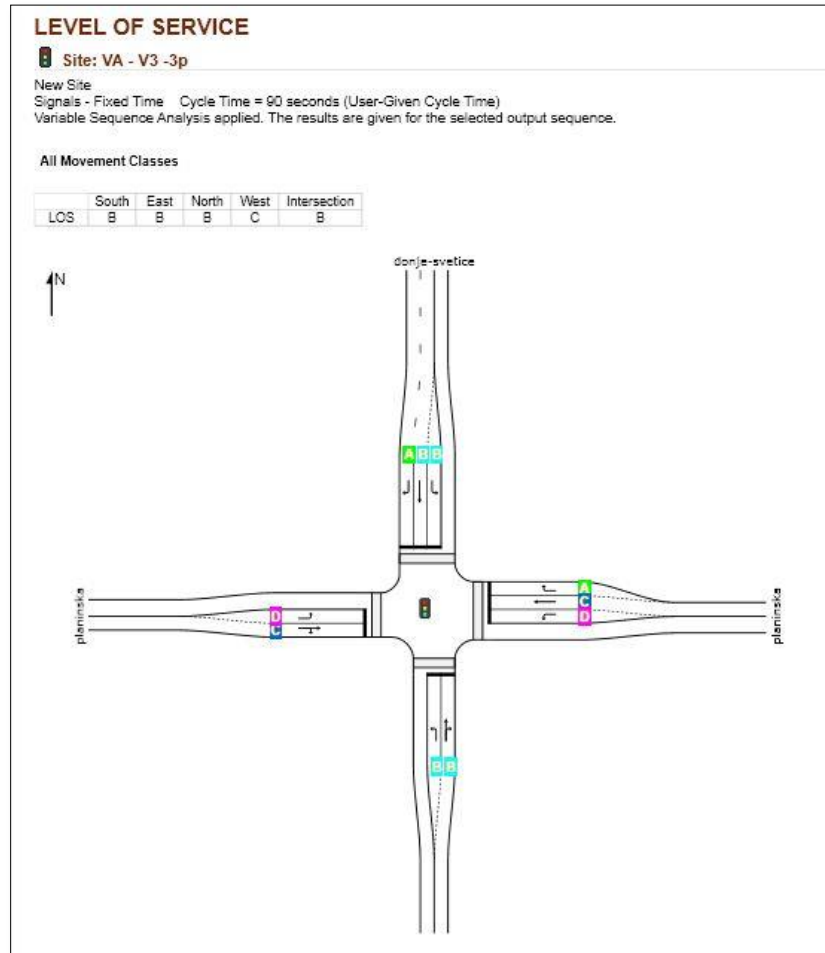 LEVEL OF SERVICE
Site: VA - V3 -3p
New Site
Signals - Fixed Time Cycle Time = 90 seconds (User-Given Cycle Time)
Variable Sequence Analysis applied. The results are given for the selected output sequence.
All Movement Classes
South East North West Intersection
LOS B B B C B
donje-svetice
N
A B B
planinska
D
C
A
C
D
planinska
B B